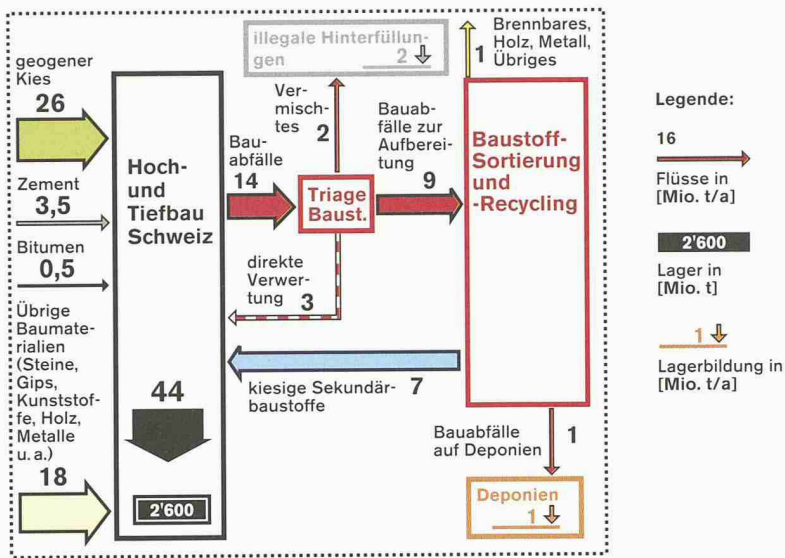 geogener
Kies
26
Zement
3,5
Bitumen
0,5
Übrige
Baumate-
rialien
(Steine,
Gips,
Kunststof-
fe, Holz,
Metalle
u. a.)
18
Hoch-
und
Tiefbau
Schweiz
44
2'600
Bau-
abfälle
14
illegale Hinterfüllun-
gen
2
Ver-
mischtes
2
Triage
Baust.
direkte
Verwer-
tung
3
Bauab-
fälle zur
Aufberei-
tung
9
kiesige Sekundär-
baustoffe
7
1
Brennbares,
Holz, Metall,
Übriges
Baustoff-
Sortierung
und
-Recycling
Bauabfälle
auf Deponien
1
Deponien
1
Legende:
16
Flüsse in
[Mio. t/a]
2'600
Lager in
[Mio. t]
1
Lagerbildung in
[Mio. t/a]